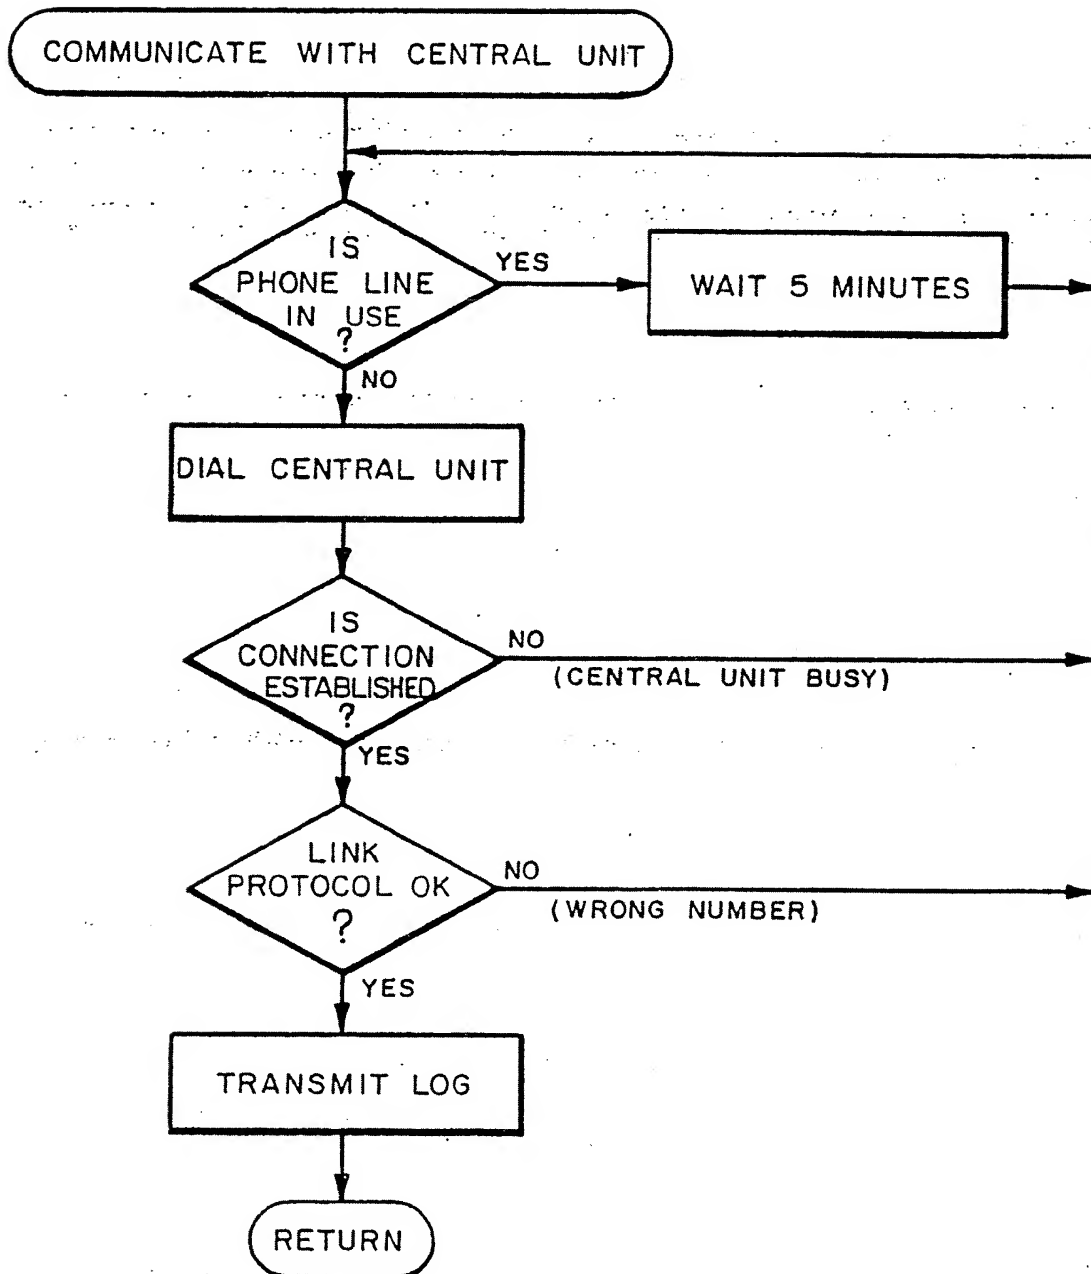 COMMUNICATE WITH CENTRAL UNIT
IS
PHONE LINE
IN USE
?
YES
WAIT 5 MINUTES
NO
DIAL CENTRAL UNIT
IS
CONNECTION
ESTABLISHED
?
NO
(CENTRAL UNIT BUSY)
YES
LINK
PROTOCOL OK
?
NO
(WRONG NUMBER)
YES
TRANSMIT LOG
RETURN